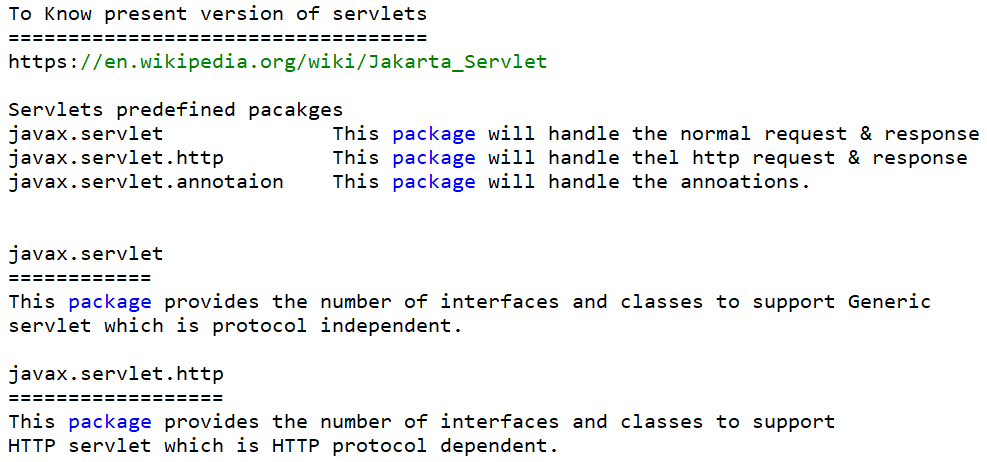 To Know present version of servlets
===================================
https://en.wikipedia.org/wiki/Jakarta_Servlet
Servlets predefined pacakges
javax.servlet              This package will handle the normal request & response
javax.servlet.http         This package will handle thel http request & response
javax.servlet.annotaion    This package will handle the annoations.
javax.servlet
============
This package provides the number of interfaces and classes to support Generic
servlet which is protocol independent.
javax.servlet.http
==================
This package provides the number of interfaces and classes to support
HTTP servlet which is HTTP protocol dependent.